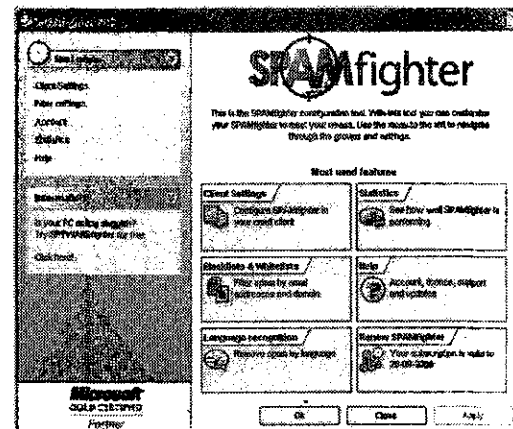 SPAMfighter
Client Settings
Filter settings
Account
Statistics
Help
Is your PC
Try for free
Click here
This is the SPAMfighter configuration tool. With this tool you can customize
your SPAMfighter to meet your needs. Use the menu to the left to navigate
through the groups and settings.
Most used features
Client Settings
Configure SPAMfighter in
your email client
Statistics
See how well SPAMfighter is
performing
Blacklists & Whitelists
Filter spam by email
addresses and domain
Help
Account, licence, support
and updates
Language recognition
Remove spam by language
Renew SPAMfighter
Your subscription is valid to
Microsoft
GOLD CERTIFIED
Partner
Ok
Close
Apply